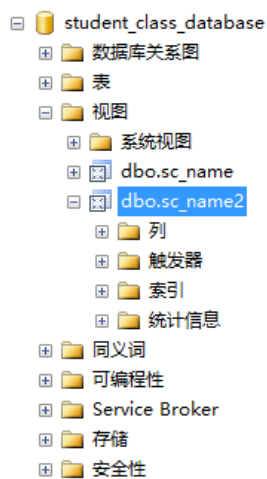 student_class_database
数据库关系图
表
视图
系统视图
dbo.sc_name
dbo.sc_name2
列
触发器
索引
统计信息
同义词
可编程性
Service Broker
存储
安全性